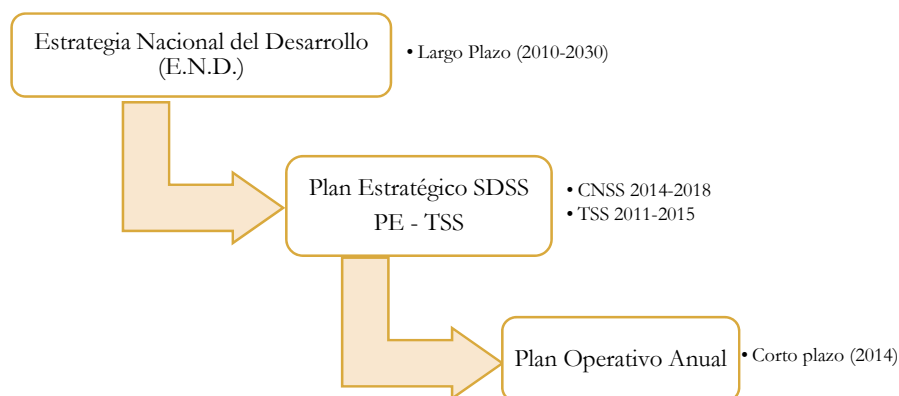 Estrategia Nacional del Desarrollo
(E.N.D.)
• Largo Plazo (2010-2030)
Plan Estratégico SDSS
PE - TSS
• CNSS 2014-2018
• TSS 2011-2015
Plan Operativo Anual
• Corto plazo (2014)